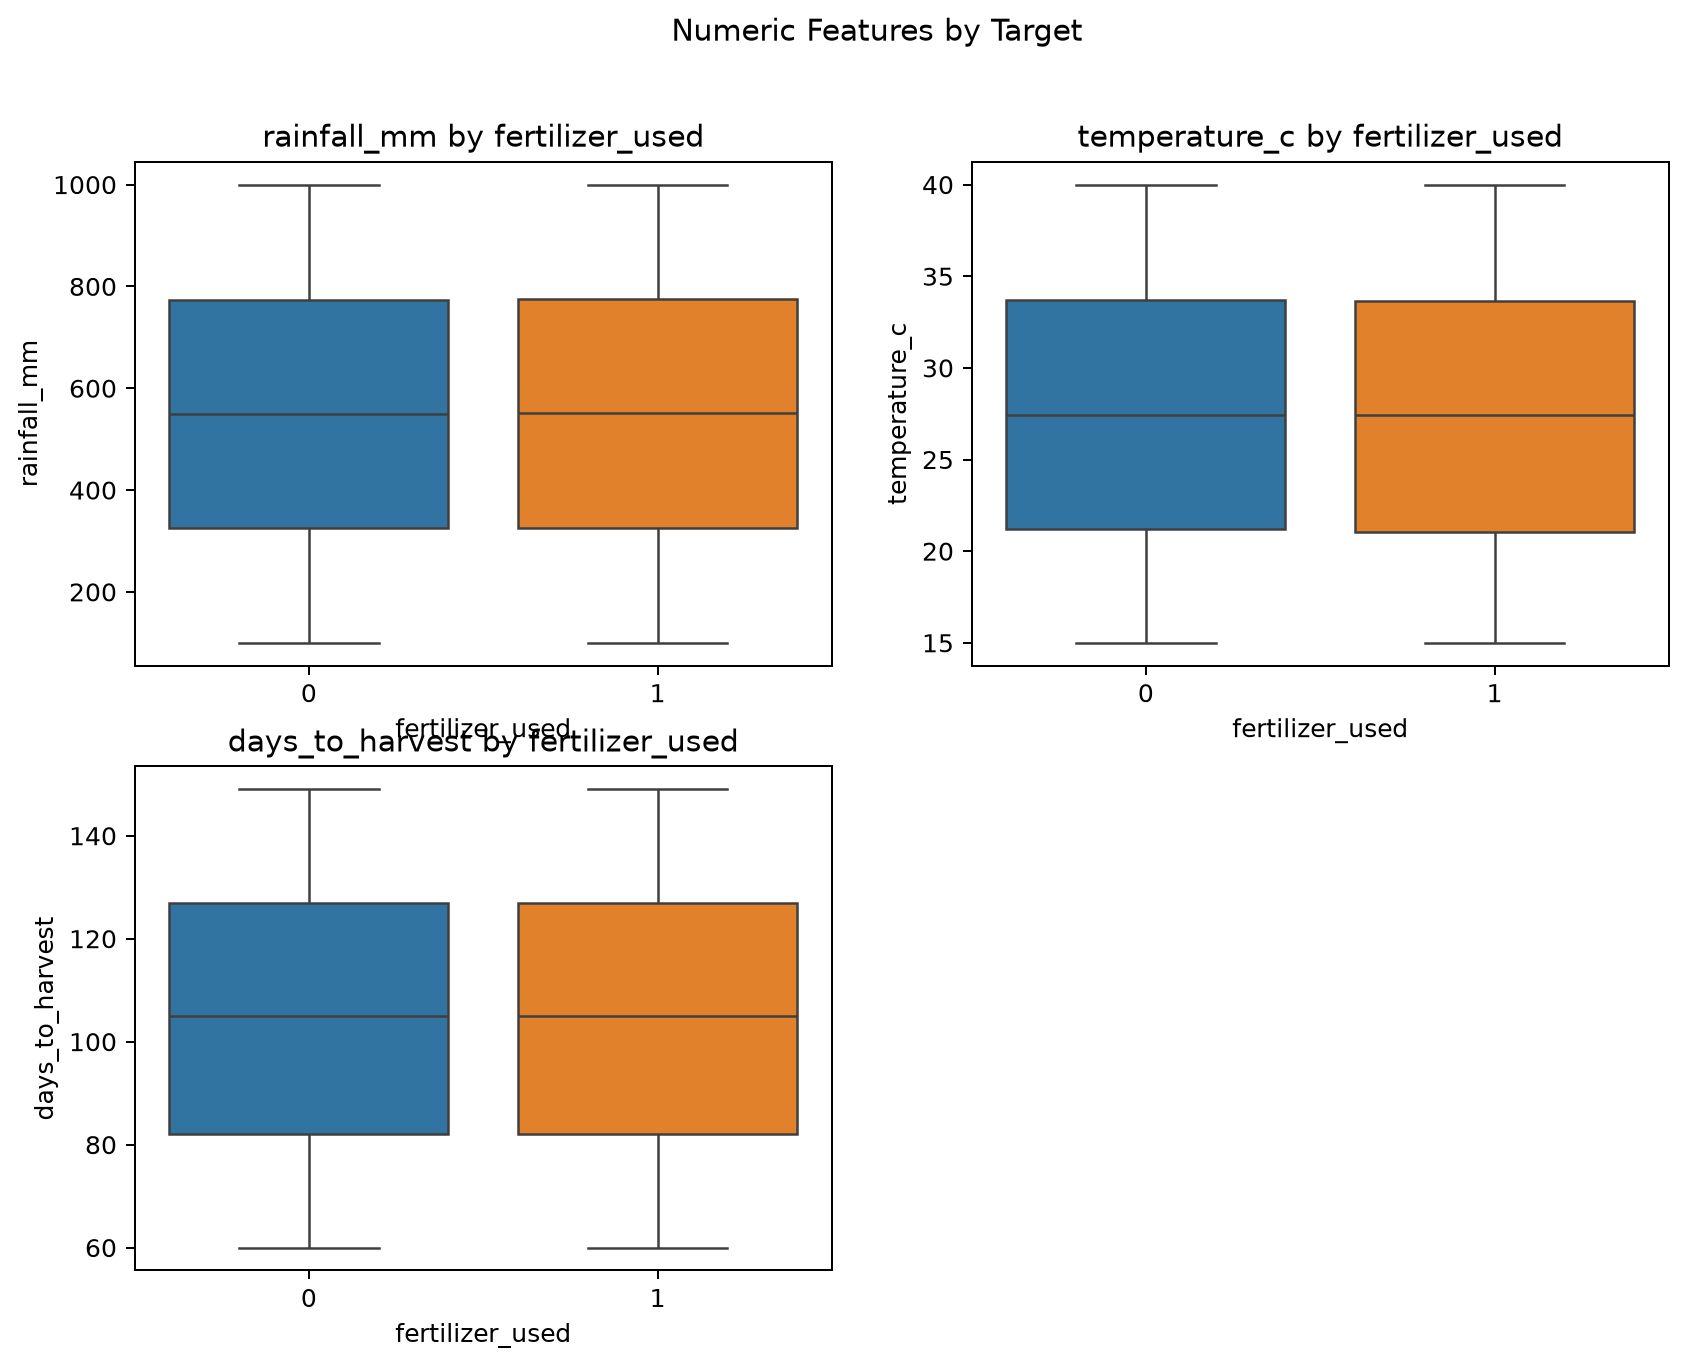 Numeric Features by Target
rainfall_mm by fertilizer_used
rainfall_mm
1000
800
600
400
200
0
1
fertilizer_used
temperature_c by fertilizer_used
temperature_c
40
35
30
25
20
15
0
1
fertilizer_used
days_to_harvest by fertilizer_used
days_to_harvest
140
120
100
80
60
0
1
fertilizer_used